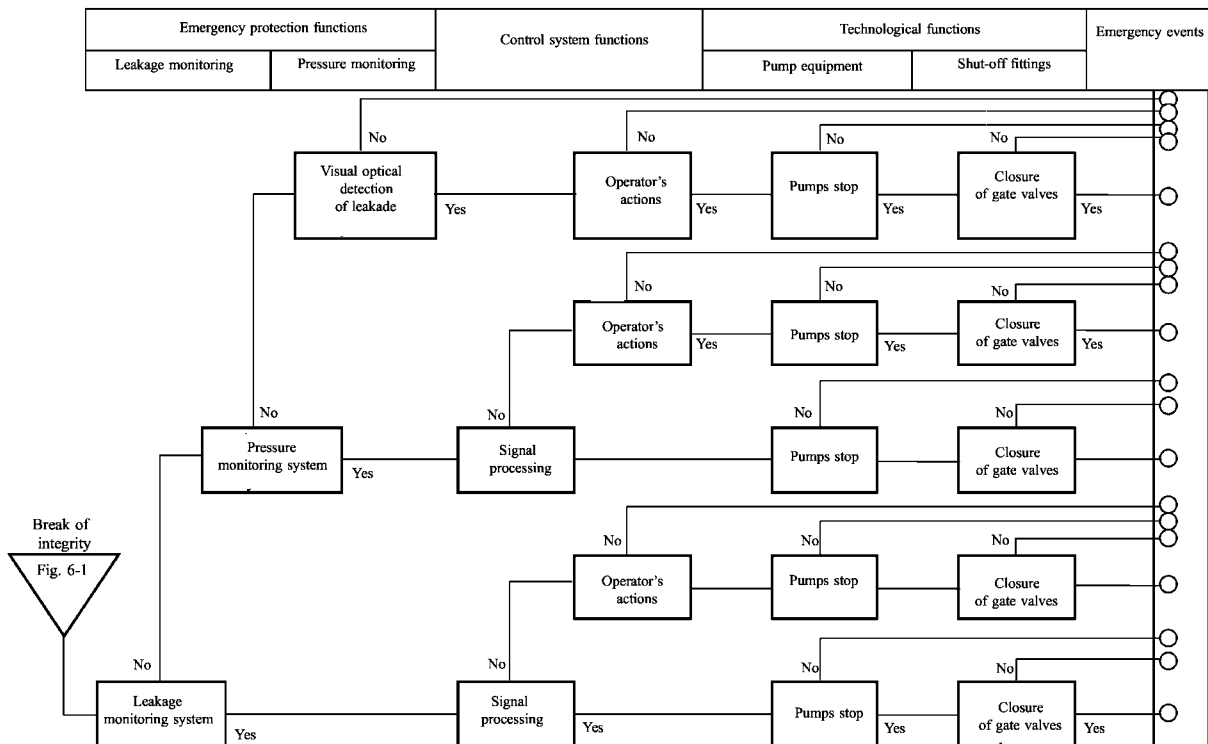 Emergency protection functions
Control system functions
Technological functions
Emergency events
Leakage monitoring
Pressure monitoring
Pump equipment
Shut-off fittings
No
No
No
No
Visual optical
detection
of leakade
Yes
Operator's
actions
Yes
Pumps stop
Yes
Closure
of gate valves
Yes
No
No
No
Operator's
actions
Yes
Pumps stop
Yes
Closure
of gate valves
Yes
No
No
No
No
Pressure
monitoring system
Yes
Signal
processing
Pumps stop
Closure
of gate valves
Break of
integrity
Fig. 6-1
No
No
No
Operator's
actions
Pumps stop
Closure
of gate valves
No
No
No
No
Leakage
monitoring system
Yes
Signal
processing
Yes
Pumps stop
Yes
Closure
of gate valves
Yes